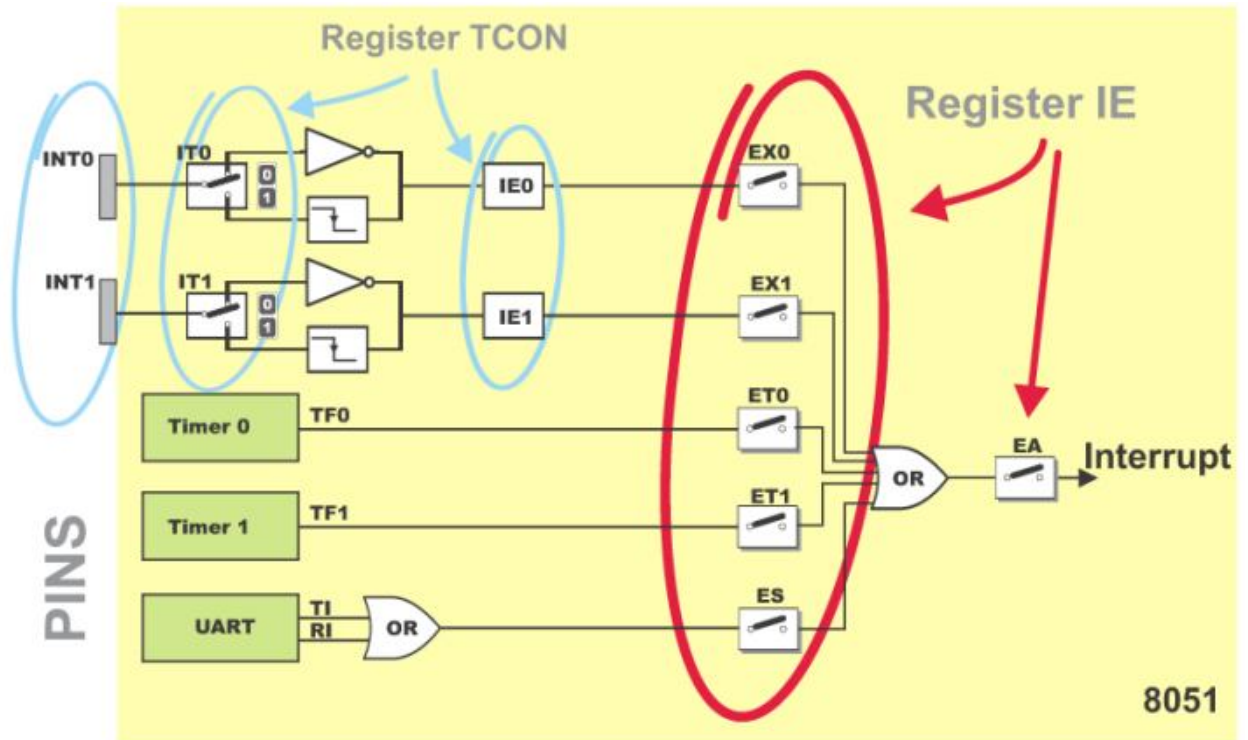 Register TCON
Register IE
INT0
IT0
0
1
IE0
EX0
INT1
IT1
0
1
IE1
EX1
Timer 0
TF0
ET0
OR
EA
Interrupt
Timer 1
TF1
ET1
UART
TI
RI
OR
ES
PINS
8051